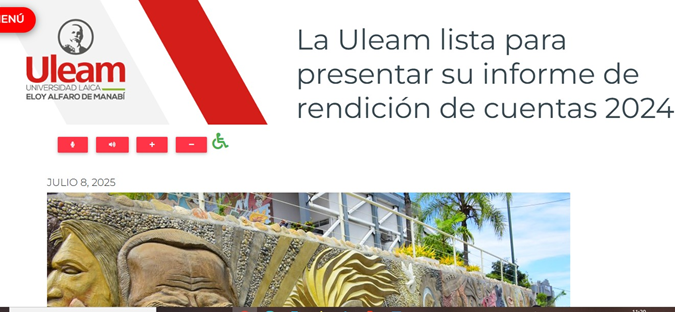 MENÚ
Uleam
UNIVERSIDAD LAICA
ELOY ALFARO DE MANABÍ
La Uleam lista para
presentar su informe de
rendición de cuentas 2024
JULIO 8, 2025